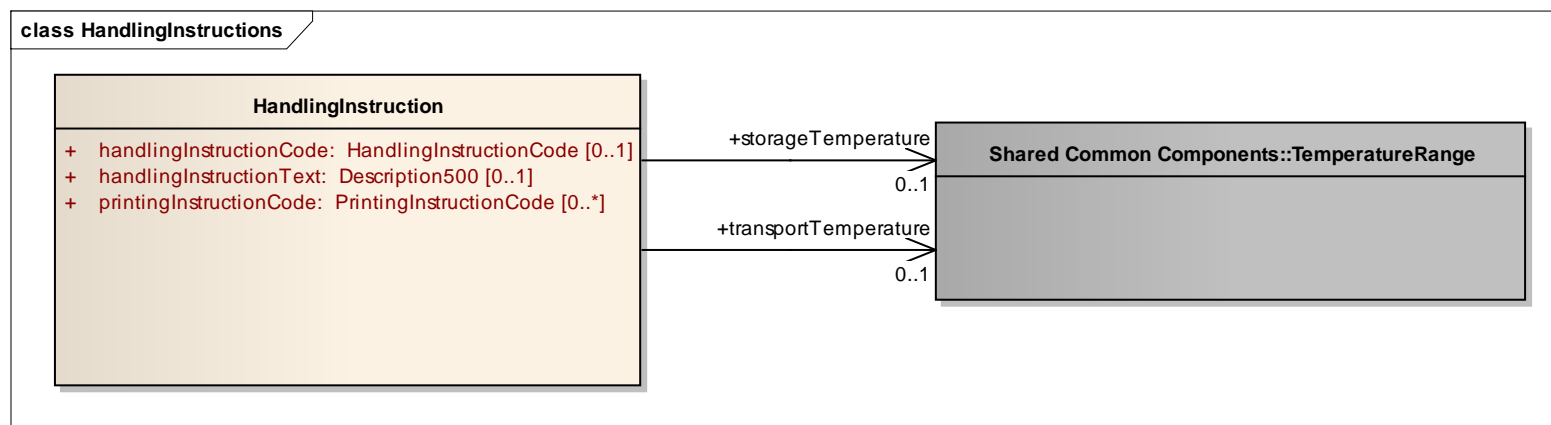 class HandlingInstructions
HandlingInstruction
+ handlingInstructionCode: HandlingInstructionCode [0..1]
+ handlingInstructionText: Description500 [0..1]
+ printingInstructionCode: PrintingInstructionCode [0..*]
+storageTemperature
0..1
+transportTemperature
0..1
Shared Common Components::TemperatureRange